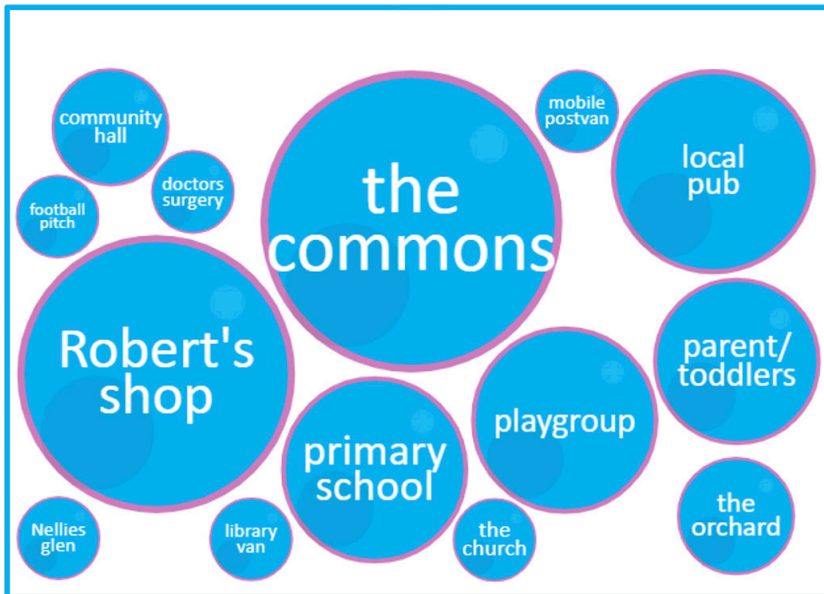 community
hall
doctors
surgery
football
pitch
the
commons
mobile
postvan
local
pub
Robert's
shop
primary
school
playgroup
parent/
toddlers
Nellies
glen
library
van
the
church
the
orchard